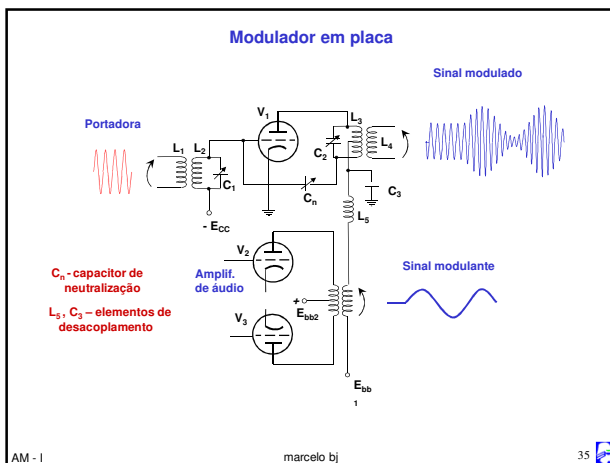 Modulador em placa
Sinal modulado
Portadora
V1
L3
L1
L2
C1
C2
L4
Cn
C3
- ECC
L5
V2
Cn - capacitor de
neutralização
Amplif.
de áudio
Sinal modulante
+
Ebb2
L5 , C3 – elementos de
desacoplamento
V3
Ebb
1
AM - I
marcelo bj
35